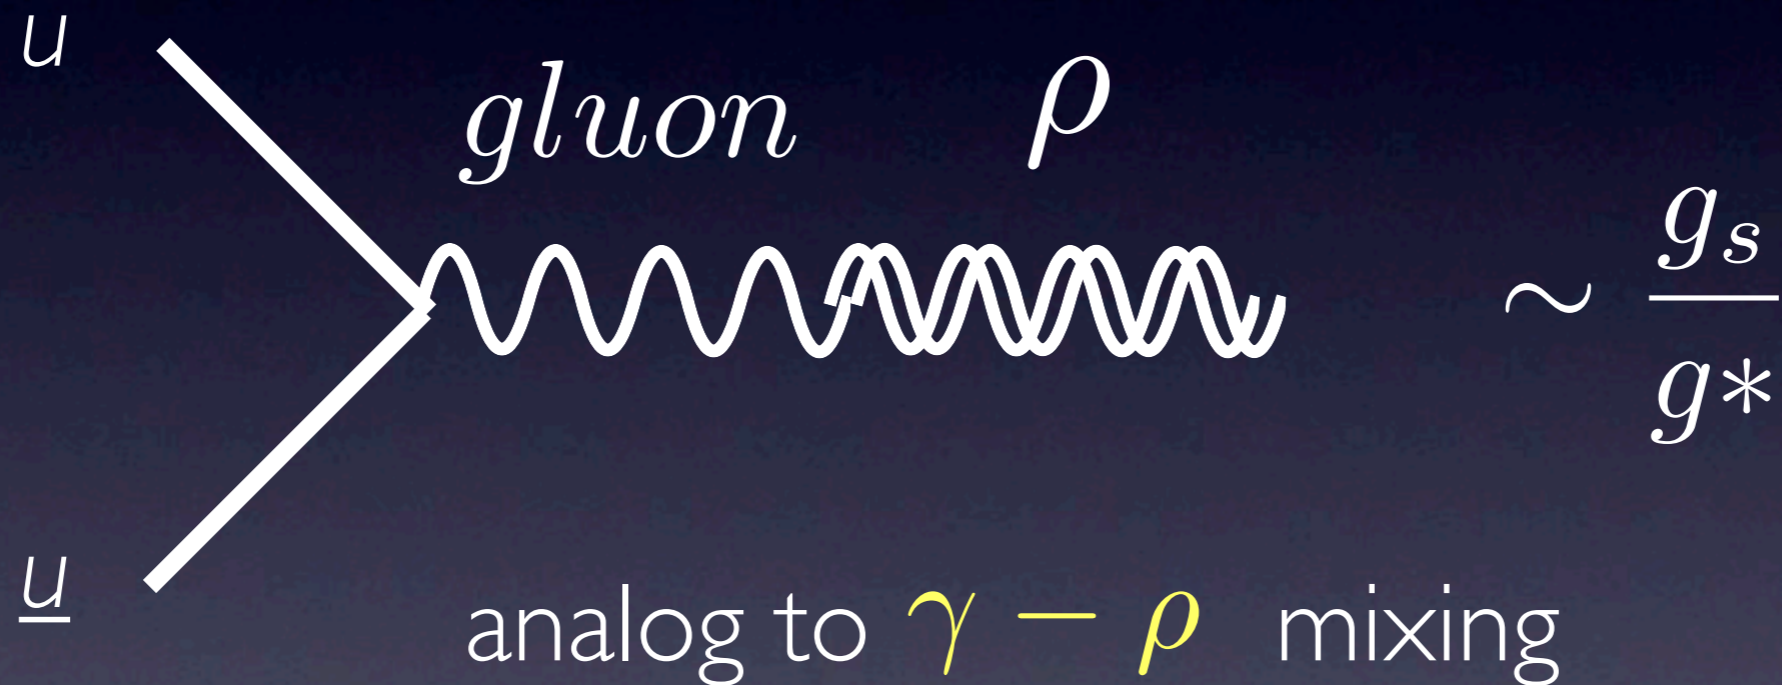 u
gluon ρ
∼ g_s / g*
u̲
analog to γ − ρ mixing